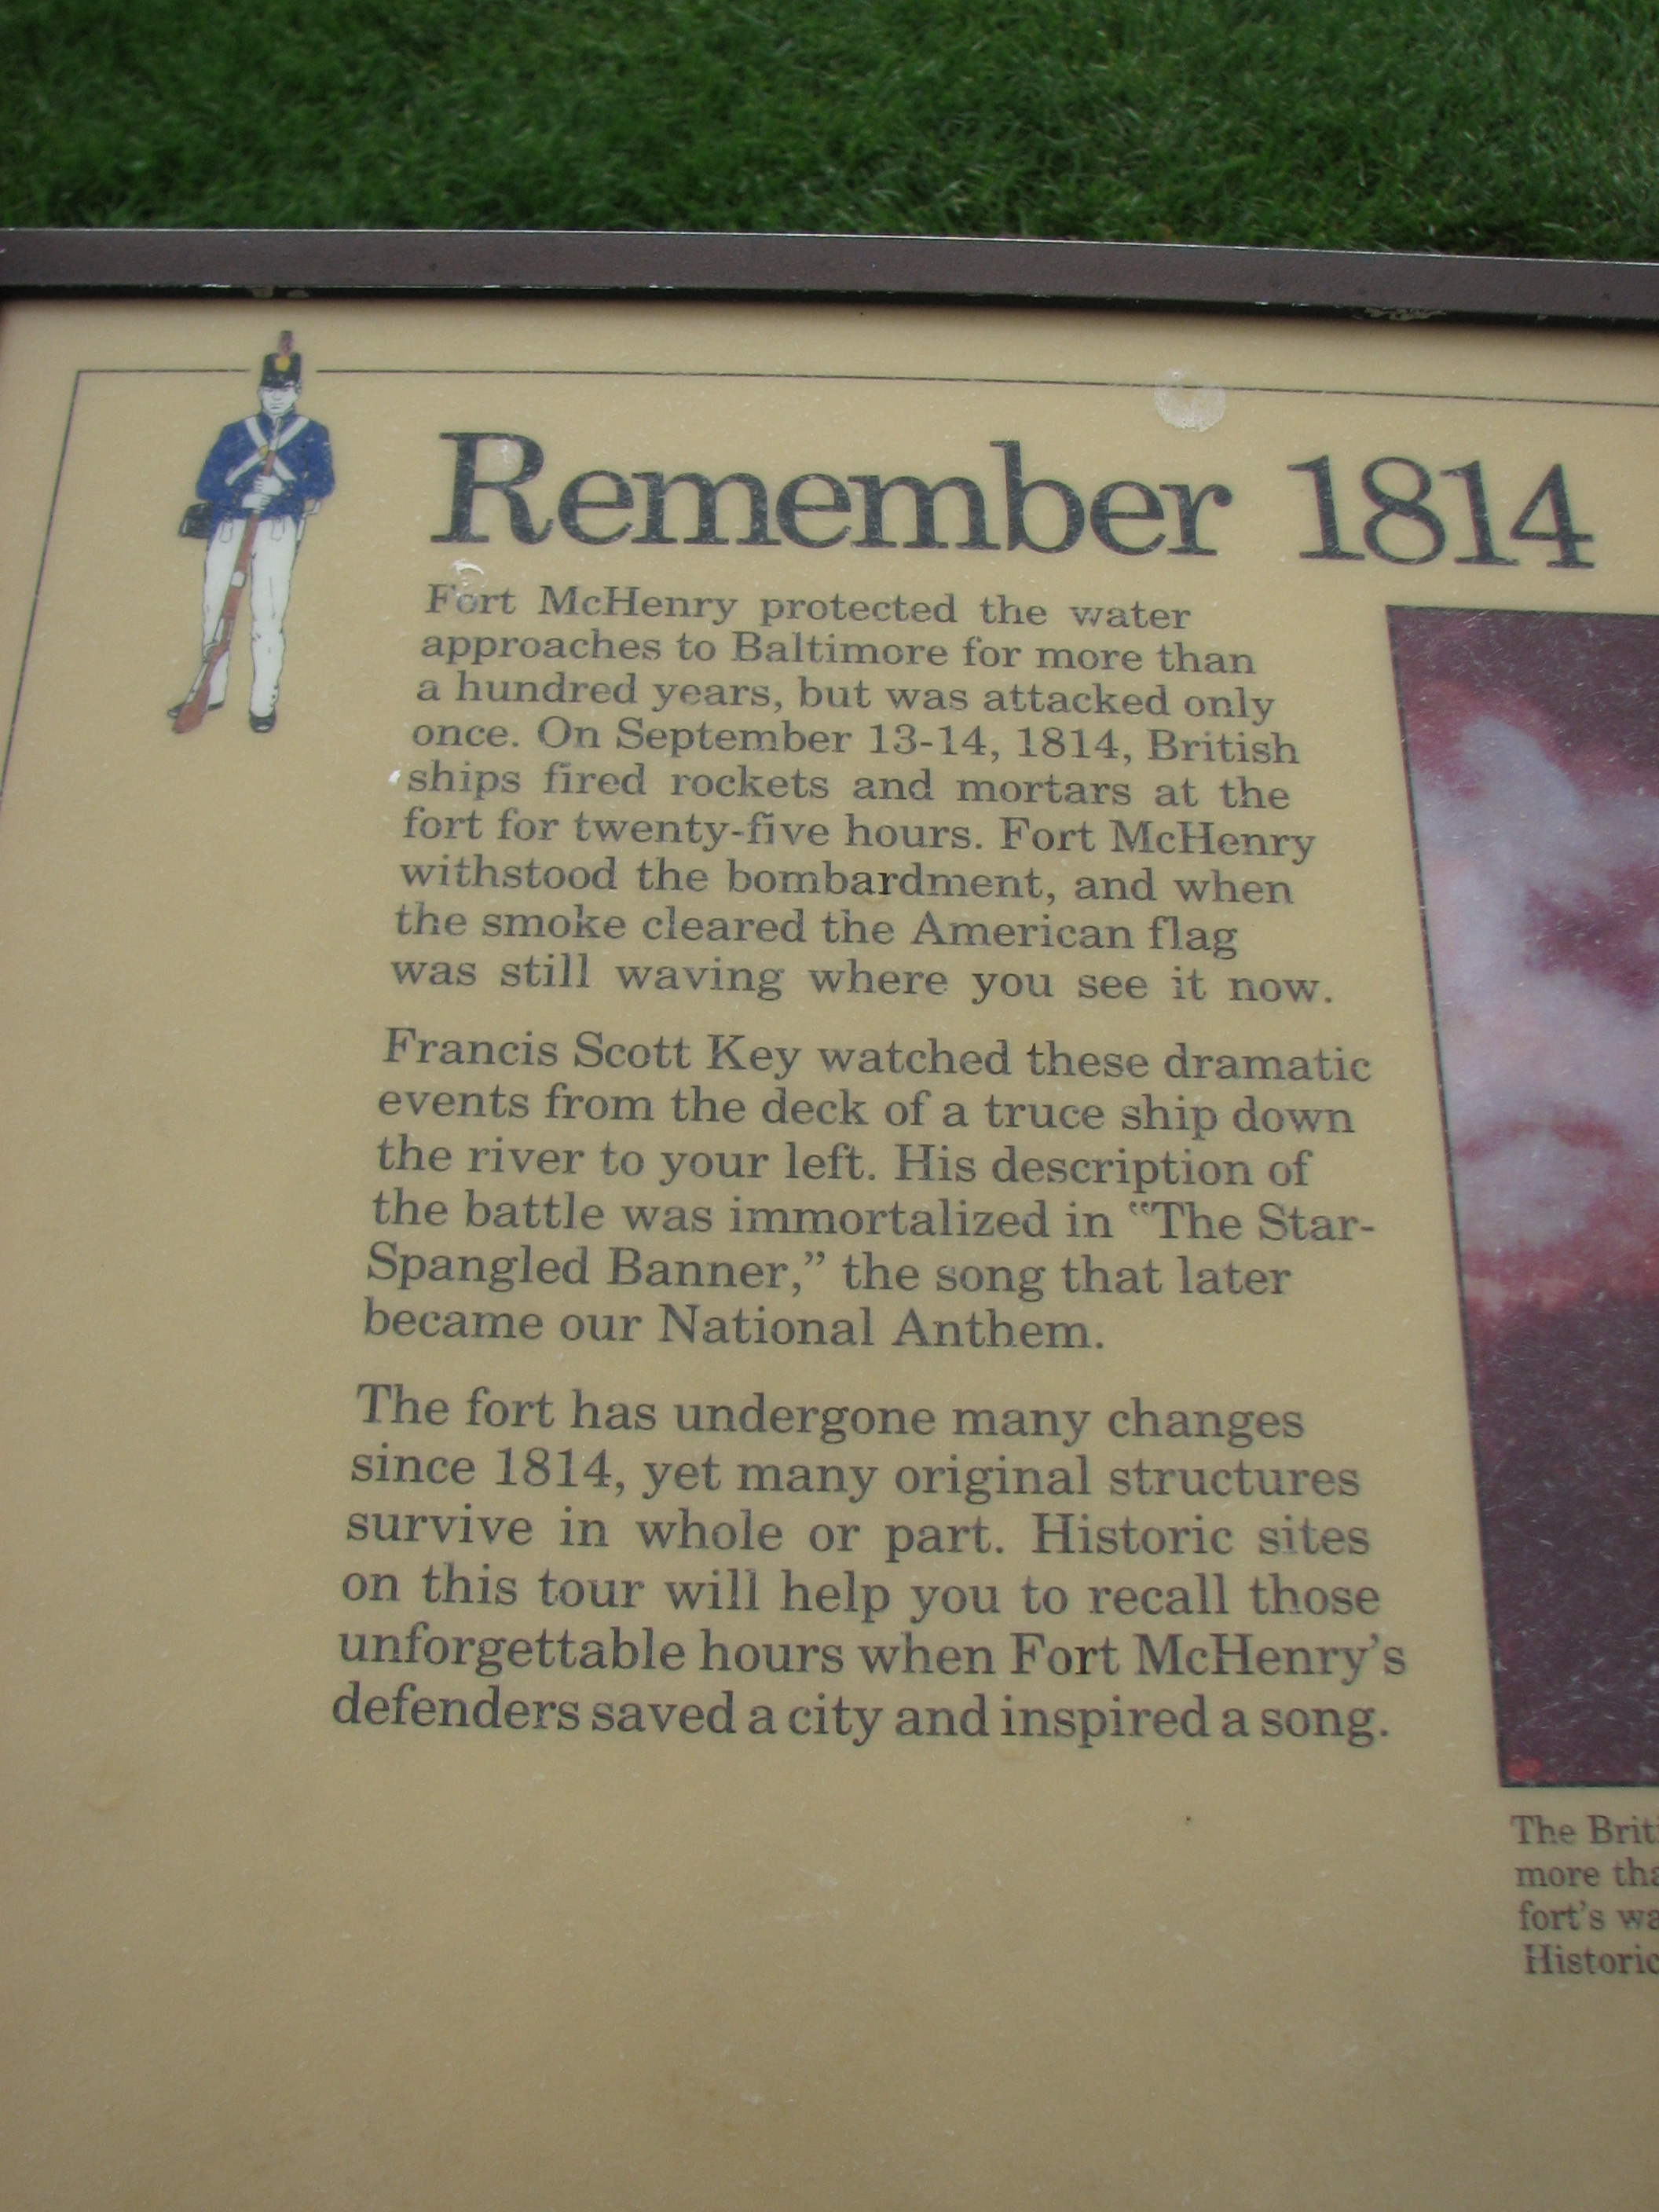 Remember 1814
Fort McHenry protected the water
approaches to Baltimore for more than
a hundred years, but was attacked only
once. On September 13-14, 1814, British
ships fired rockets and mortars at the
fort for twenty-five hours. Fort McHenry
withstood the bombardment, and when
the smoke cleared the American flag
was still waving where you see it now.
Francis Scott Key watched these dramatic
events from the deck of a truce ship down
the river to your left. His description of
the battle was immortalized in “The Star-
Spangled Banner,” the song that later
became our National Anthem.
The fort has undergone many changes
since 1814, yet many original structures
survive in whole or part. Historic sites
on this tour will help you to recall those
unforgettable hours when Fort McHenry’s
defenders saved a city and inspired a song.
The
more
fort’s